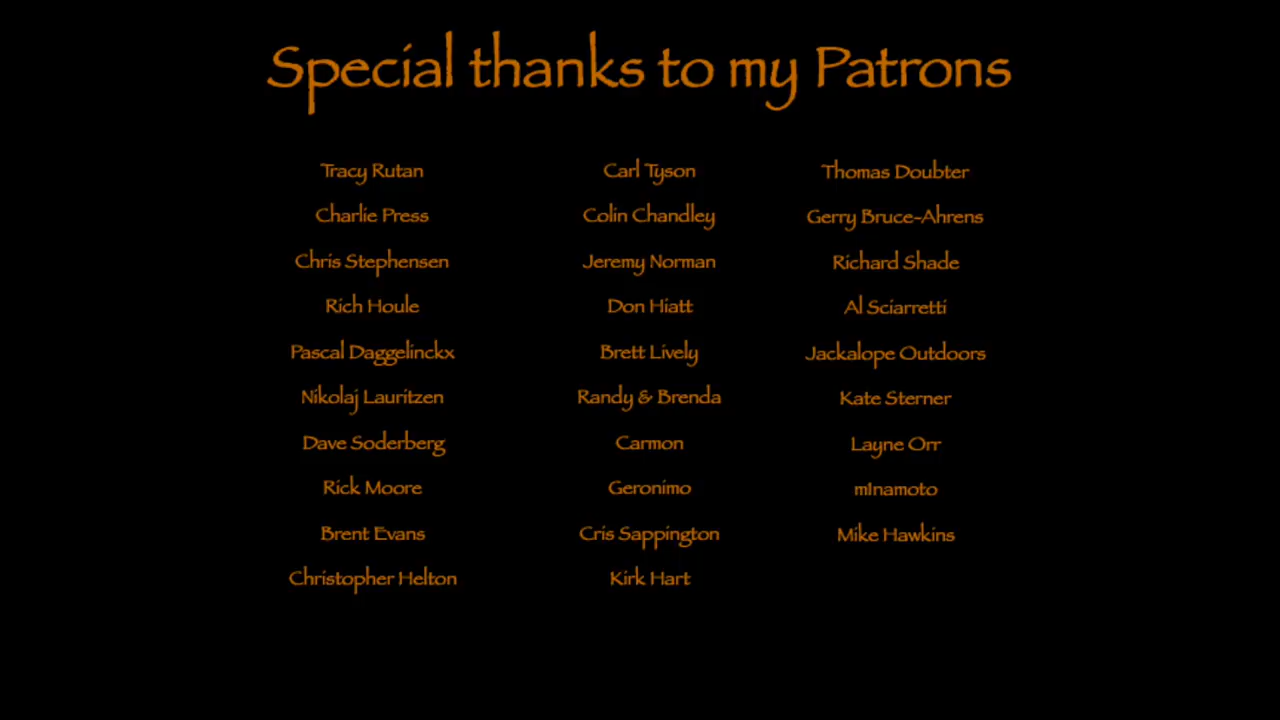 Special thanks to my Patrons
Tracy Rutan
Charlie Press
Chris Stephensen
Rich Houle
Pascal Daggelinckx
Nikolaj Lauritzen
Dave Soderberg
Rick Moore
Brent Evans
Christopher Helton
Carl Tyson
Colin Chandley
Jeremy Norman
Don Hiatt
Brett Lively
Randy & Brenda
Carmon
Geronimo
Cris Sappington
Kirk Hart
Thomas Doubter
Gerry Bruce-Ahrens
Richard Shade
Al Sciarretti
Jackalope Outdoors
Kate Sterner
Layne Orr
m1namoto
Mike Hawkins